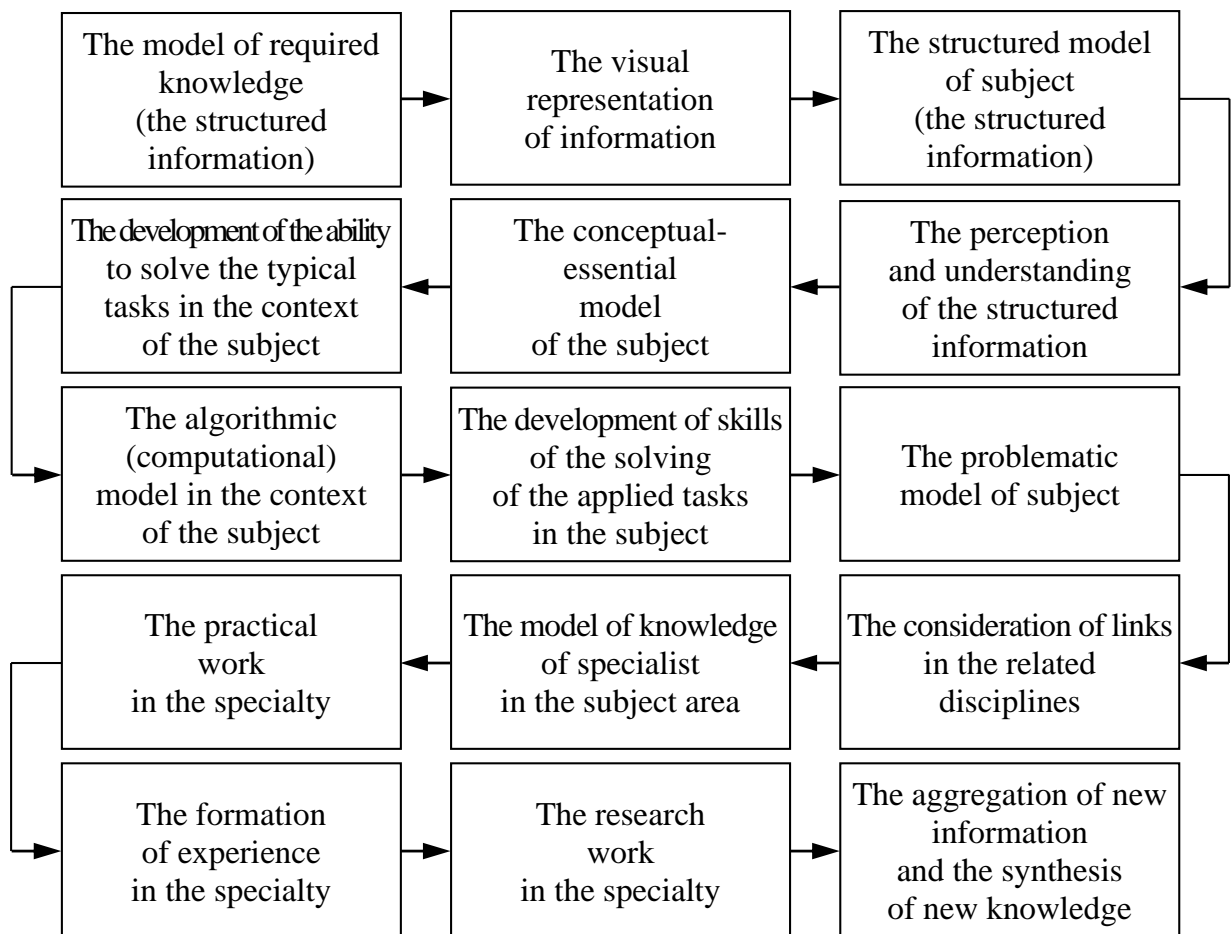 The model of required
knowledge
(the structured
information)
The visual
representation
of information
The structured model
of subject
(the structured
information)
The perception
and understanding
of the structured
information
The conceptual-
essential
model
of the subject
The development of the ability
to solve the typical
tasks in the context
of the subject
The algorithmic
(computational)
model in the context
of the subject
The development of skills
of the solving
of the applied tasks
in the subject
The problematic
model of subject
The consideration of links
in the related
disciplines
The model of knowledge
of specialist
in the subject area
The practical
work
in the specialty
The formation
of experience
in the specialty
The research
work
in the specialty
The aggregation of new
information
and the synthesis
of new knowledge